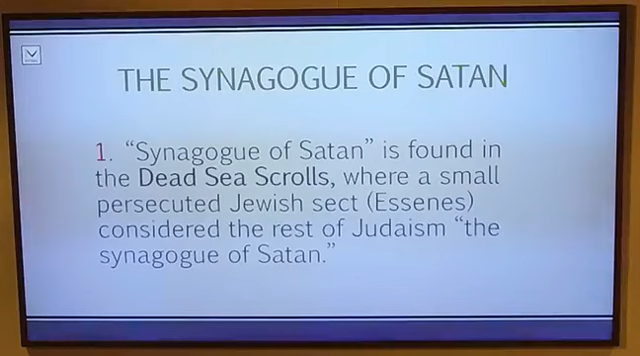 THE SYNAGOGUE OF SATAN
1. “Synagogue of Satan” is found in
the Dead Sea Scrolls, where a small
persecuted Jewish sect (Essenes)
considered the rest of Judaism “the
synagogue of Satan.”